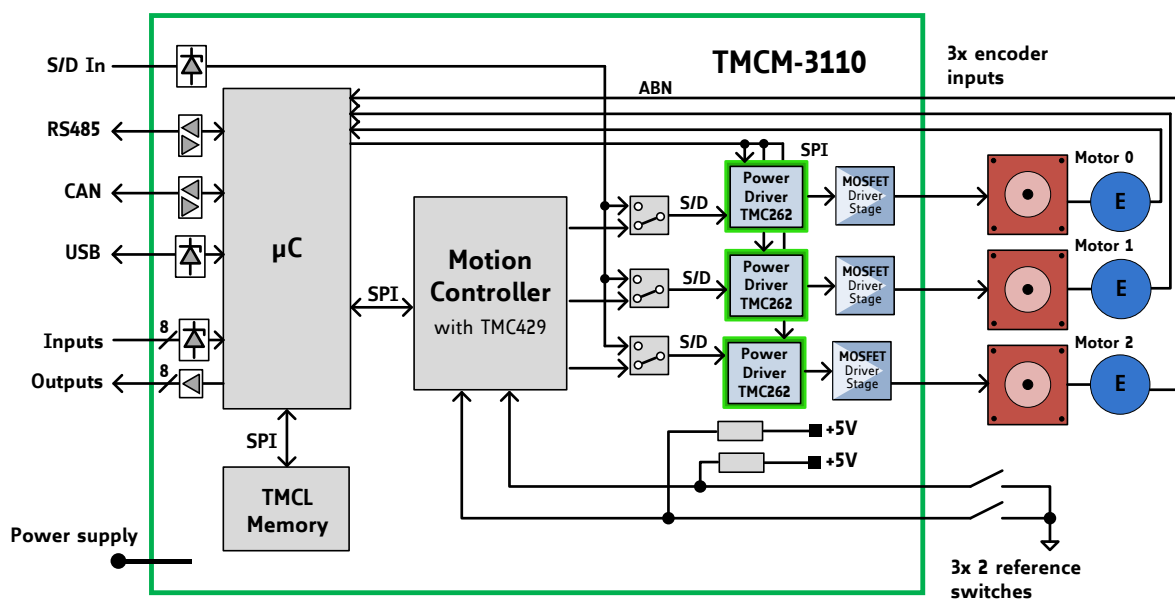 S/D In
TMCM-3110
3x encoder
inputs
ABN
RS485
SPI
Motor 0
Power
Driver
TMC262
MOSFET
Driver
Stage
E
CAN
S/D
µC
USB
Motion
Controller
with TMC429
SPI
Motor 1
Power
Driver
TMC262
MOSFET
Driver
Stage
E
S/D
8
Inputs
Motor 2
S/D
Power
Driver
TMC262
MOSFET
Driver
Stage
E
8
Outputs
+5V
SPI
+5V
TMCL
Memory
Power supply
3x 2 reference
switches